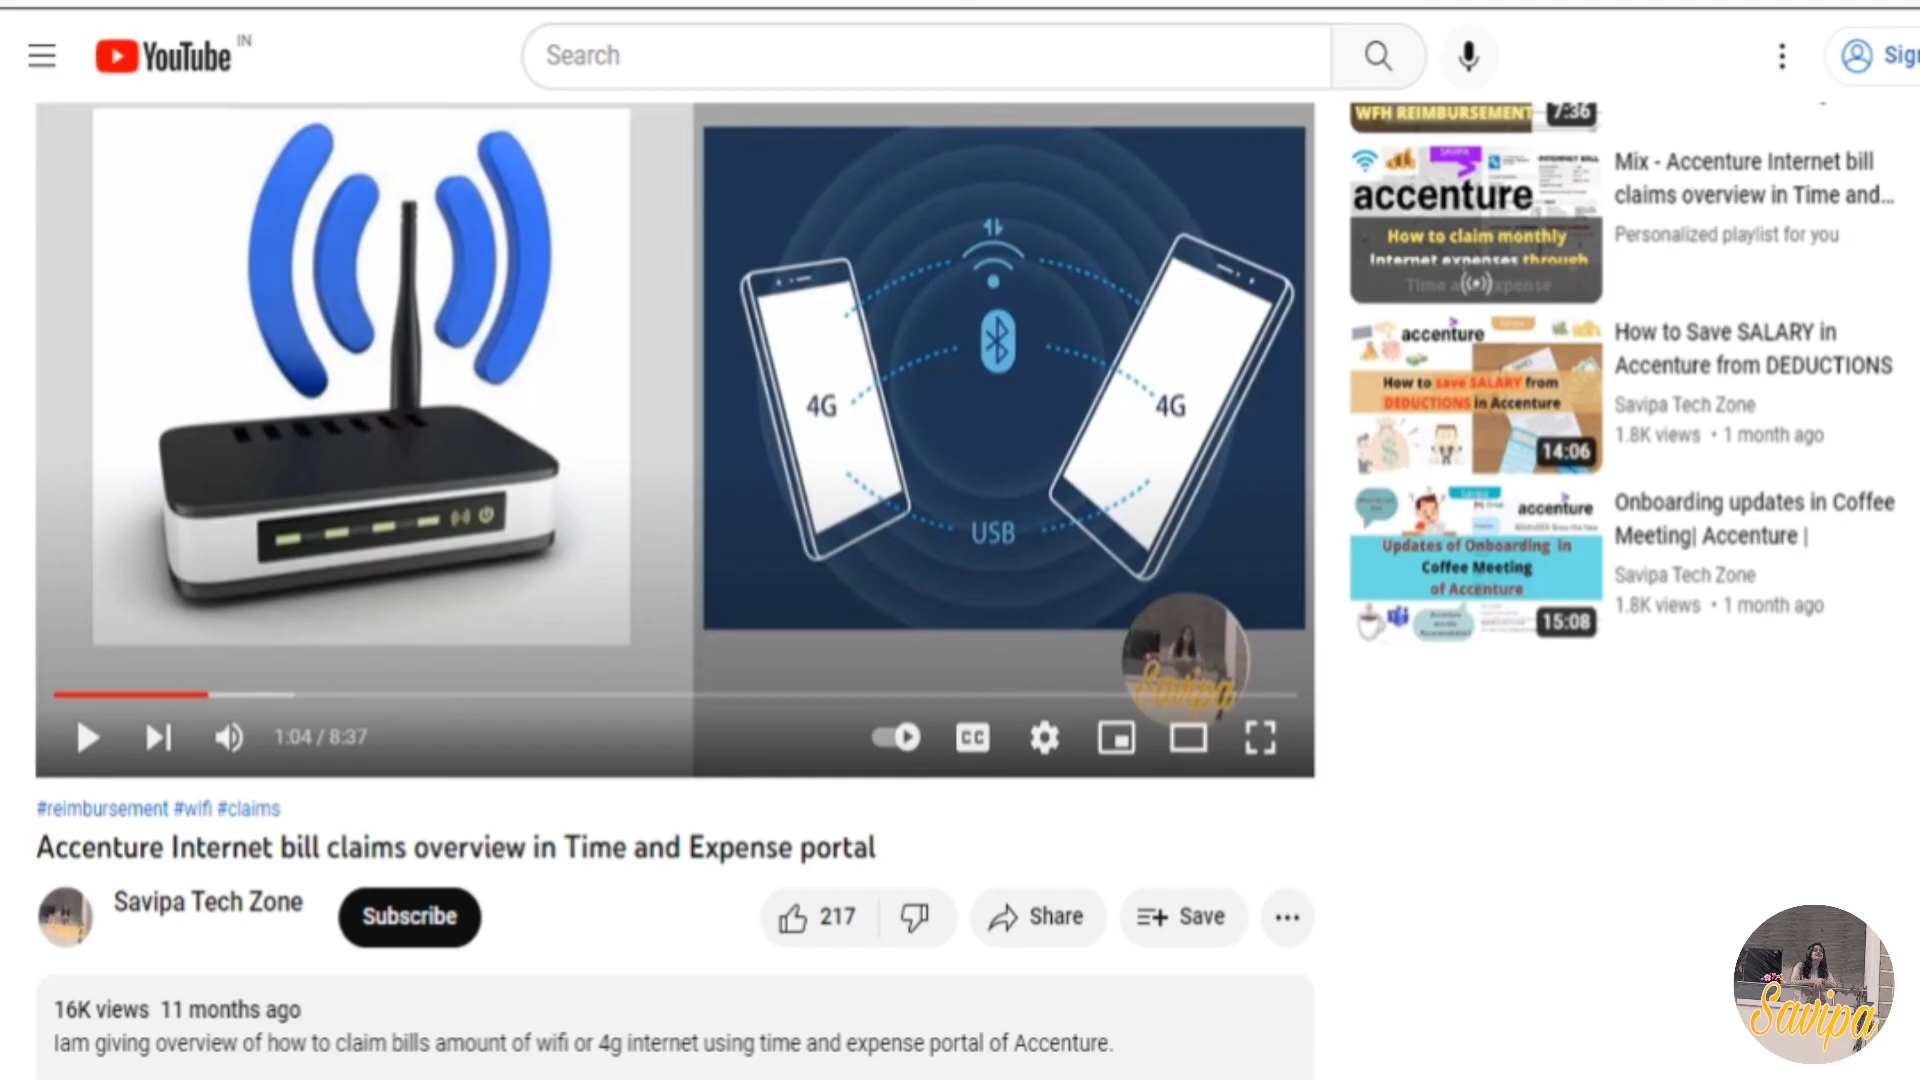 YouTube IN
Search
Sign
4G
4G
USB
Savipa
1:04 / 8:37
CC
#reimbursement #wifi #claims
Accenture Internet bill claims overview in Time and Expense portal
Savipa Tech Zone
Subscribe
217
Share
Save
16K views 11 months ago
Iam giving overview of how to claim bills amount of wifi or 4g internet using time and expense portal of Accenture.
WFH REIMBURSEMENT
7:36
accenture
INTERNET BILL
How to claim monthly
Internet expenses through
Mix - Accenture Internet bill
claims overview in Time and...
Personalized playlist for you
accenture
How to save SALARY from
DEDUCTIONS in Accenture
14:06
How to Save SALARY in
Accenture from DEDUCTIONS
Savipa Tech Zone
1.8K views • 1 month ago
accenture
Updates of Onboarding in
Coffee Meeting
of Accenture
15:08
Onboarding updates in Coffee
Meeting| Accenture |
Savipa Tech Zone
1.8K views • 1 month ago
Savipa